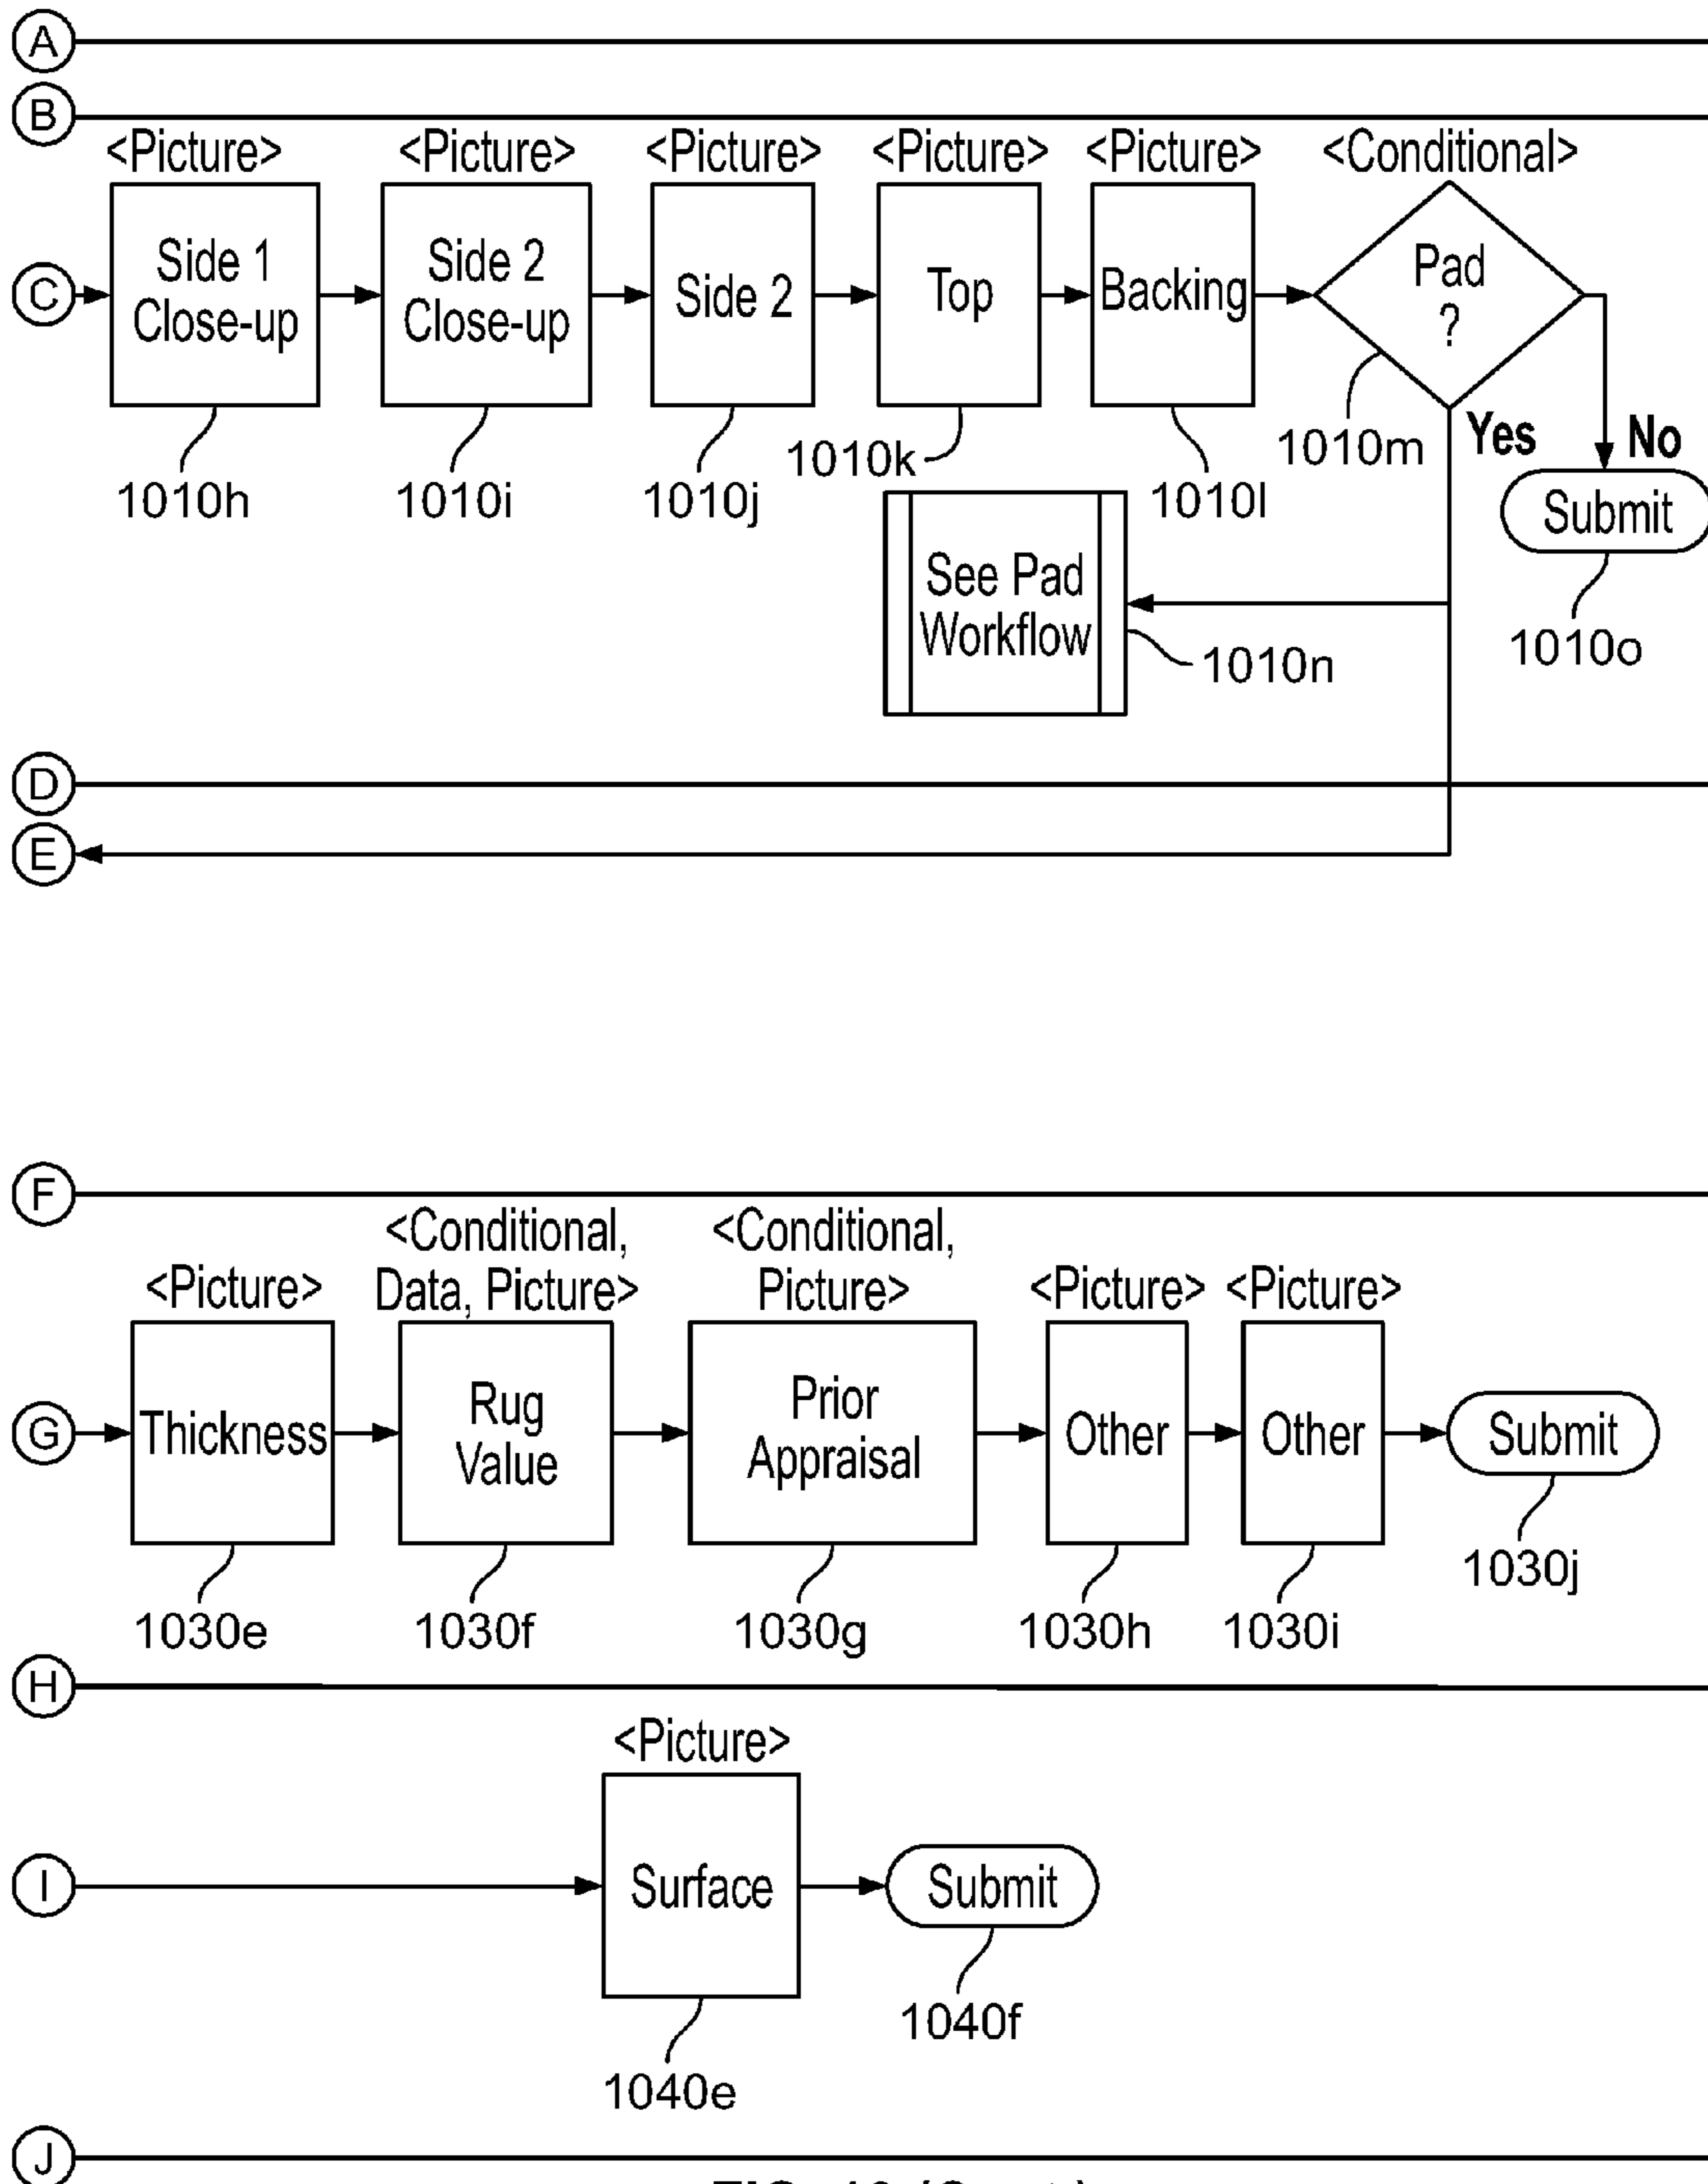 A
B
<Picture> <Picture> <Picture> <Picture> <Picture> <Conditional>
C
Side 1
Close-up
Side 2
Close-up
Side 2
Top
Backing
Pad
?
Yes
No
1010h
1010i
1010j
1010k
1010l
1010m
Submit
See Pad
Workflow
1010n
1010o
D
E
F
<Picture>
<Conditional,
Data, Picture>
<Conditional,
Picture>
<Picture> <Picture>
G
Thickness
Rug
Value
Prior
Appraisal
Other
Other
Submit
1030e
1030f
1030g
1030h
1030i
1030j
H
<Picture>
I
Surface
Submit
1040f
1040e
J